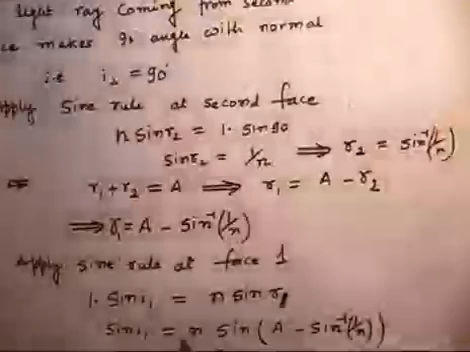 light ray coming from second
ce makes 90 angle with normal
i.e i₂ = 90°
Apply Sine rule at second face
n sin r₂ = 1. sin 90
sin r₂ = 1/n ⟹ r₂ = sin⁻¹(1/n)
⇒ r₁ + r₂ = A ⟹ r₁ = A - r₂
⟹ r₁ = A - sin⁻¹(1/n)
Apply sine rule at face 1
1. sin i₁ = n sin r₁
sin i₁ = n sin (A - sin⁻¹(1/n))